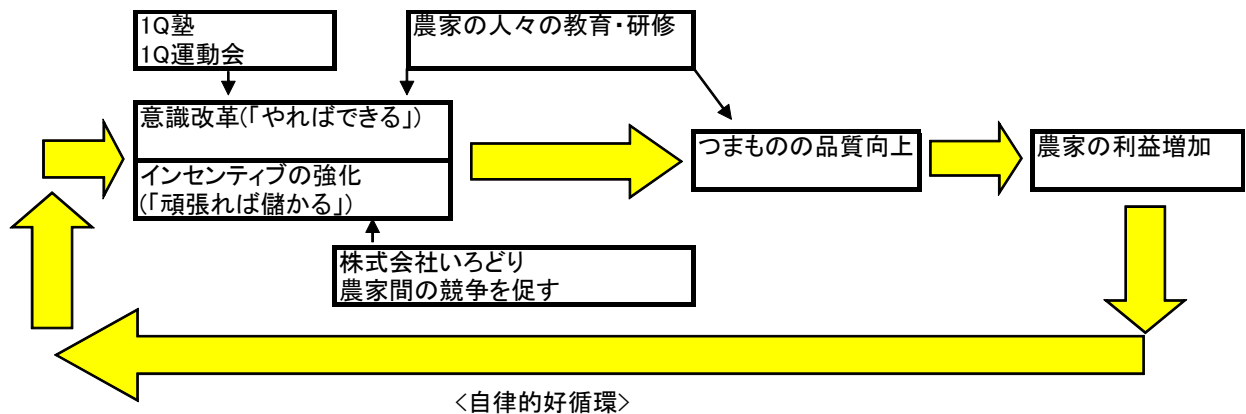 1Q塾
1Q運動会
農家の人々の教育・研修
意識改革(「やればできる」)
インセンティブの強化
(「頑張れば儲かる」)
つまものの品質向上
農家の利益増加
株式会社いろどり
農家間の競争を促す
<自律的好循環>